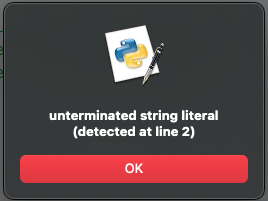 unterminated string literal
(detected at line 2)
OK